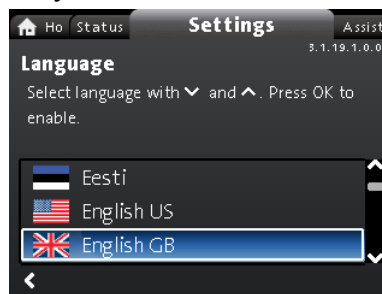 Ho Status Settings Assist
3.1.19.1.0.0
Language
Select language with and . Press OK to
enable.
Eesti
English US
English GB